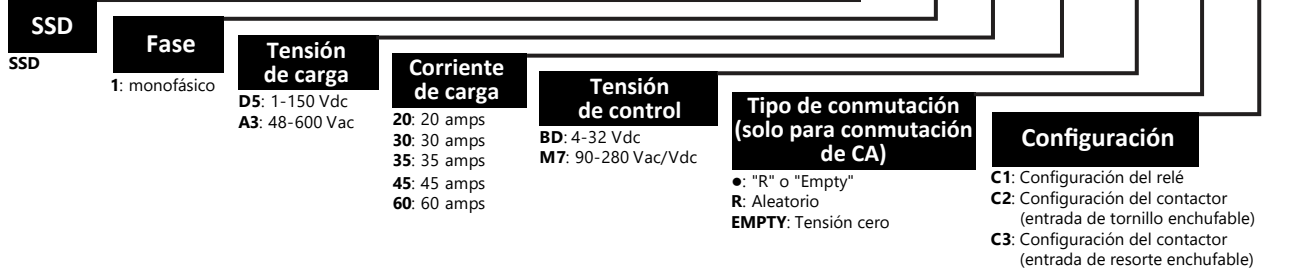 SSD
SSD
Fase
1: monofásico
Tensión
de carga
D5: 1-150 Vdc
A3: 48-600 Vac
Corriente
de carga
20: 20 amps
30: 30 amps
35: 35 amps
45: 45 amps
60: 60 amps
Tensión
de control
BD: 4-32 Vdc
M7: 90-280 Vac/Vdc
Tipo de conmutación
(solo para conmutación
de CA)
●: "R" o "Empty"
R: Aleatorio
EMPTY: Tensión cero
Configuración
C1: Configuración del relé
C2: Configuración del contactor
(entrada de tornillo enchufable)
C3: Configuración del contactor
(entrada de resorte enchufable)